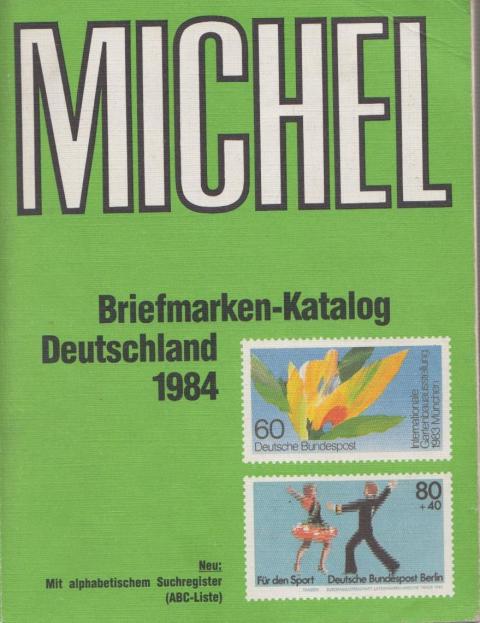 MICHEL
Briefmarken-Katalog
Deutschland
1984
60
Deutsche Bundespost
Internationale
Gartenbauausstellung
1983 München
80
+40
Für den Sport
Deutsche Bundespost Berlin
Neu:
Mit alphabetischem Suchregister
(ABC-Liste)